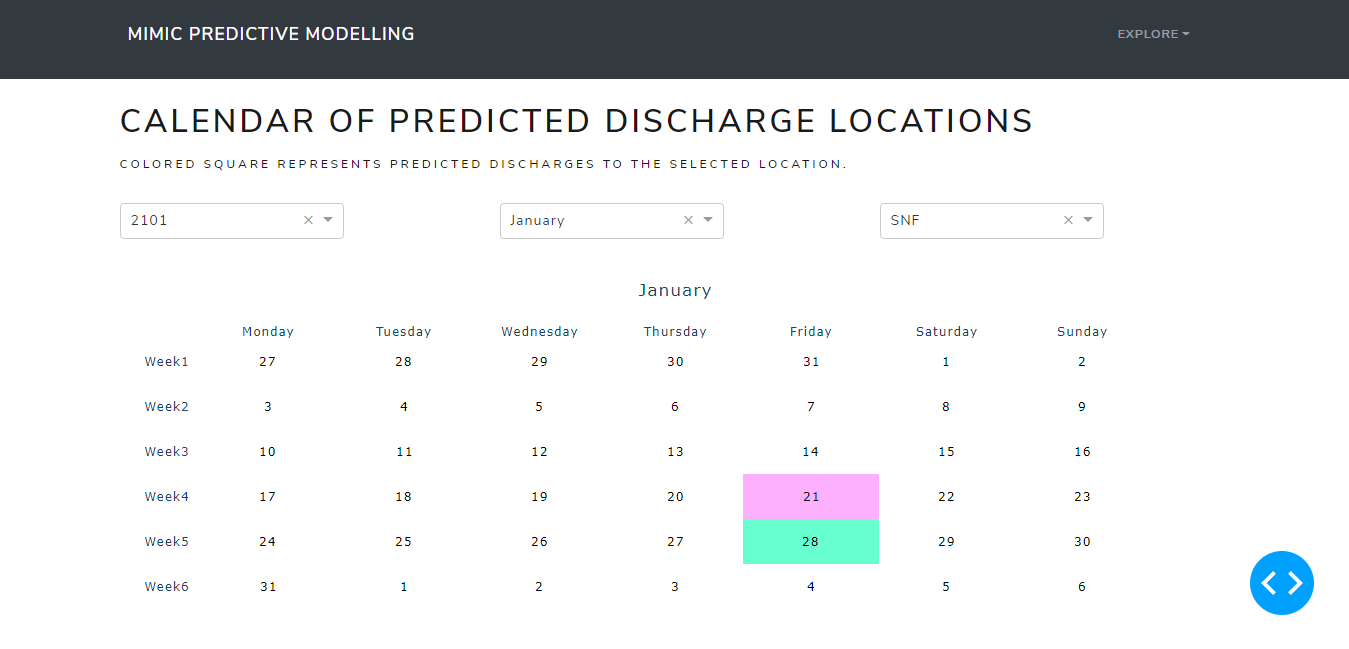 MIMIC PREDICTIVE MODELLING EXPLORE
CALENDAR OF PREDICTED DISCHARGE LOCATIONS
COLORED SQUARE REPRESENTS PREDICTED DISCHARGES TO THE SELECTED LOCATION.
2101 × January × SNF ×
January
Monday Tuesday Wednesday Thursday Friday Saturday Sunday
Week1 27 28 29 30 31 1 2
Week2 3 4 5 6 7 8 9
Week3 10 11 12 13 14 15 16
Week4 17 18 19 20 21 22 23
Week5 24 25 26 27 28 29 30
Week6 31 1 2 3 4 5 6